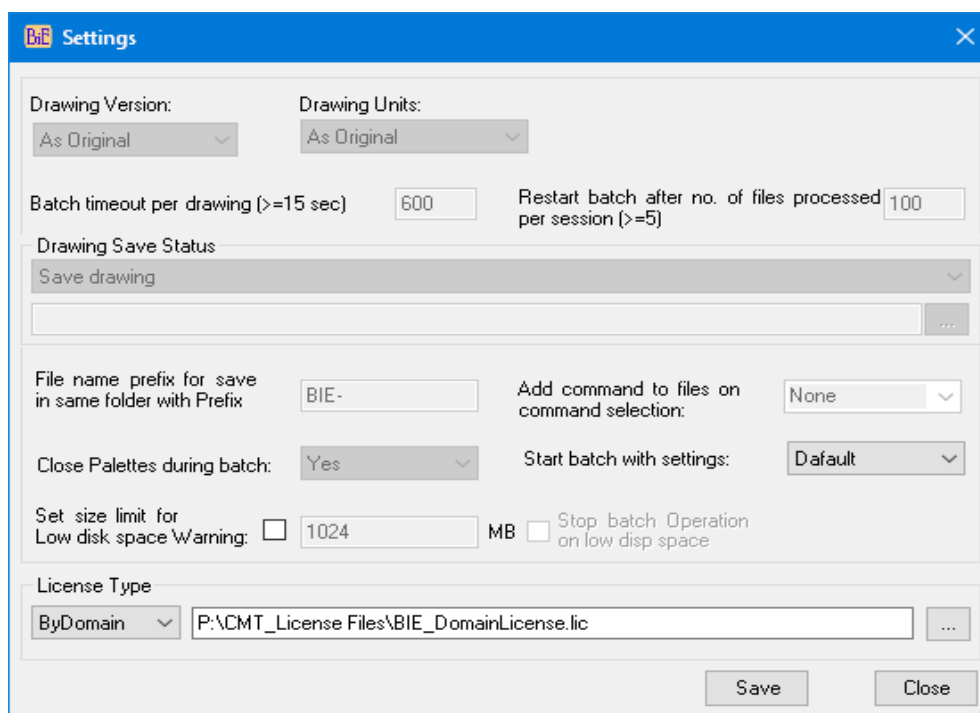 BiE Settings
Drawing Version:
Drawing Units:
As Original
As Original
Batch timeout per drawing (>=15 sec)
600
Restart batch after no. of files processed
per session (>=5)
100
Drawing Save Status
Save drawing
...
File name prefix for save
in same folder with Prefix
BIE-
Add command to files on
command selection:
None
Close Palettes during batch:
Yes
Start batch with settings:
Dafault
Set size limit for
Low disk space Warning:
1024
MB
Stop batch Operation
on low disp space
License Type
ByDomain
P:\CMT_License Files\BIE_DomainLicense.lic
...
Save
Close